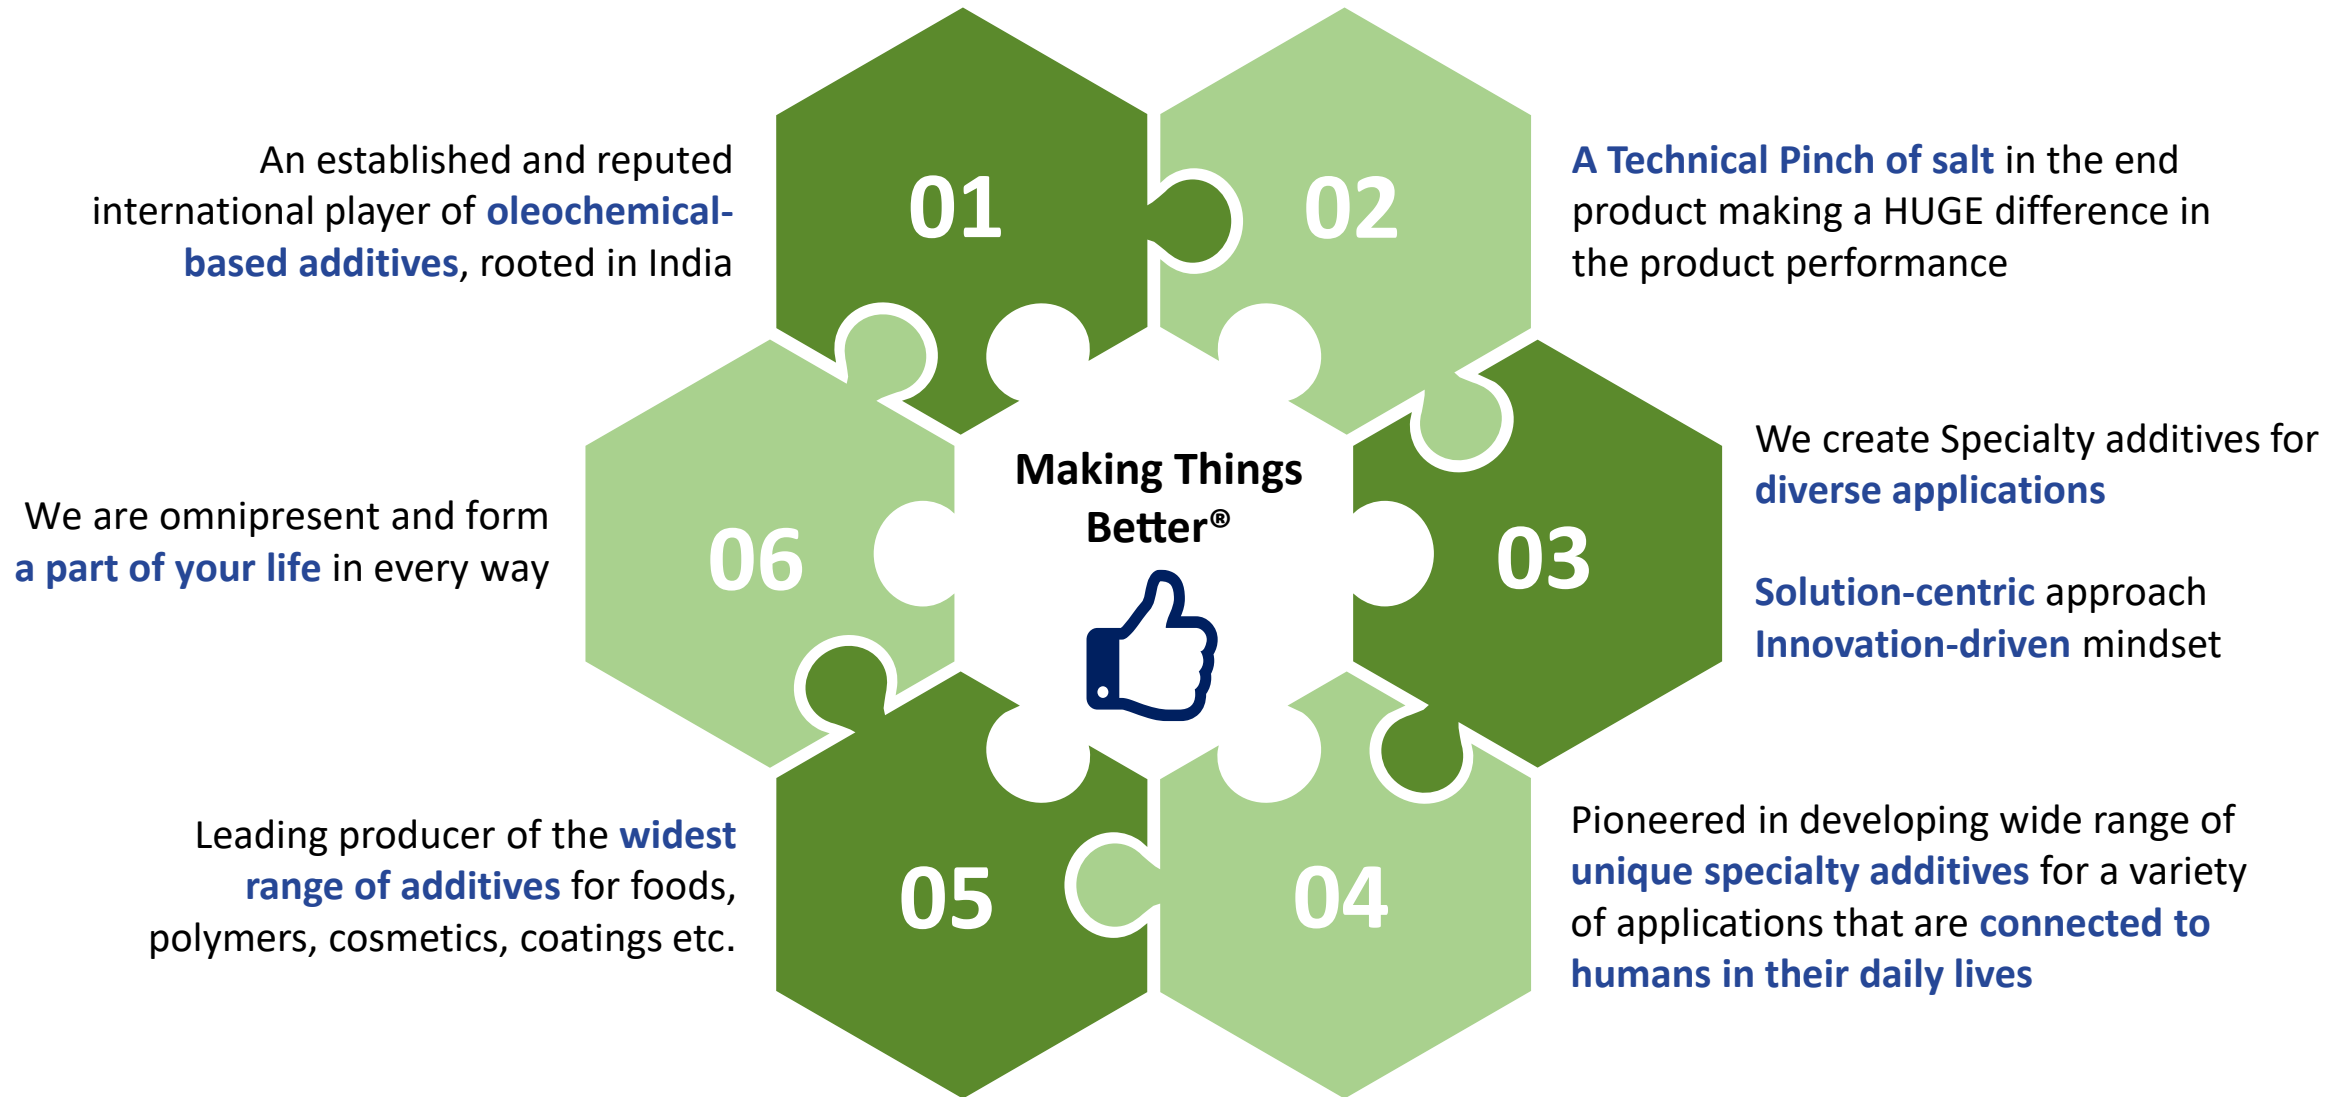 01
An established and reputed
international player of oleochemical-
based additives, rooted in India
02
A Technical Pinch of salt in the end
product making a HUGE difference in
the product performance
03
We create Specialty additives for
diverse applications
Solution-centric approach
Innovation-driven mindset
04
Pioneered in developing wide range of
unique specialty additives for a variety
of applications that are connected to
humans in their daily lives
05
Leading producer of the widest
range of additives for foods,
polymers, cosmetics, coatings etc.
06
We are omnipresent and form
a part of your life in every way
Making Things
Better®